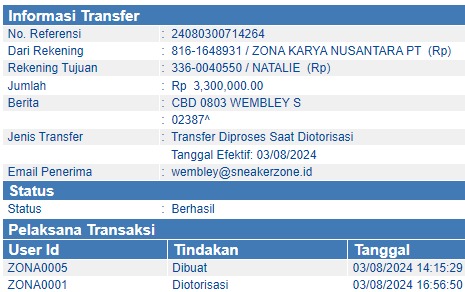 Informasi Transfer
No. Referensi : 24080300714264
Dari Rekening : 816-1648931 / ZONA KARYA NUSANTARA PT (Rp)
Rekening Tujuan : 336-0040550 / NATALIE (Rp)
Jumlah : Rp 3,300,000.00
Berita : CBD 0803 WEMBLEY S
: 02387^
Jenis Transfer : Transfer Diproses Saat Diotorisasi
Tanggal Efektif: 03/08/2024
Email Penerima : wembley@sneakerzone.id
Status
Status : Berhasil
Pelaksana Transaksi
User Id Tindakan Tanggal
ZONA0005 Dibuat 03/08/2024 14:15:29
ZONA0001 Diotorisasi 03/08/2024 16:56:50